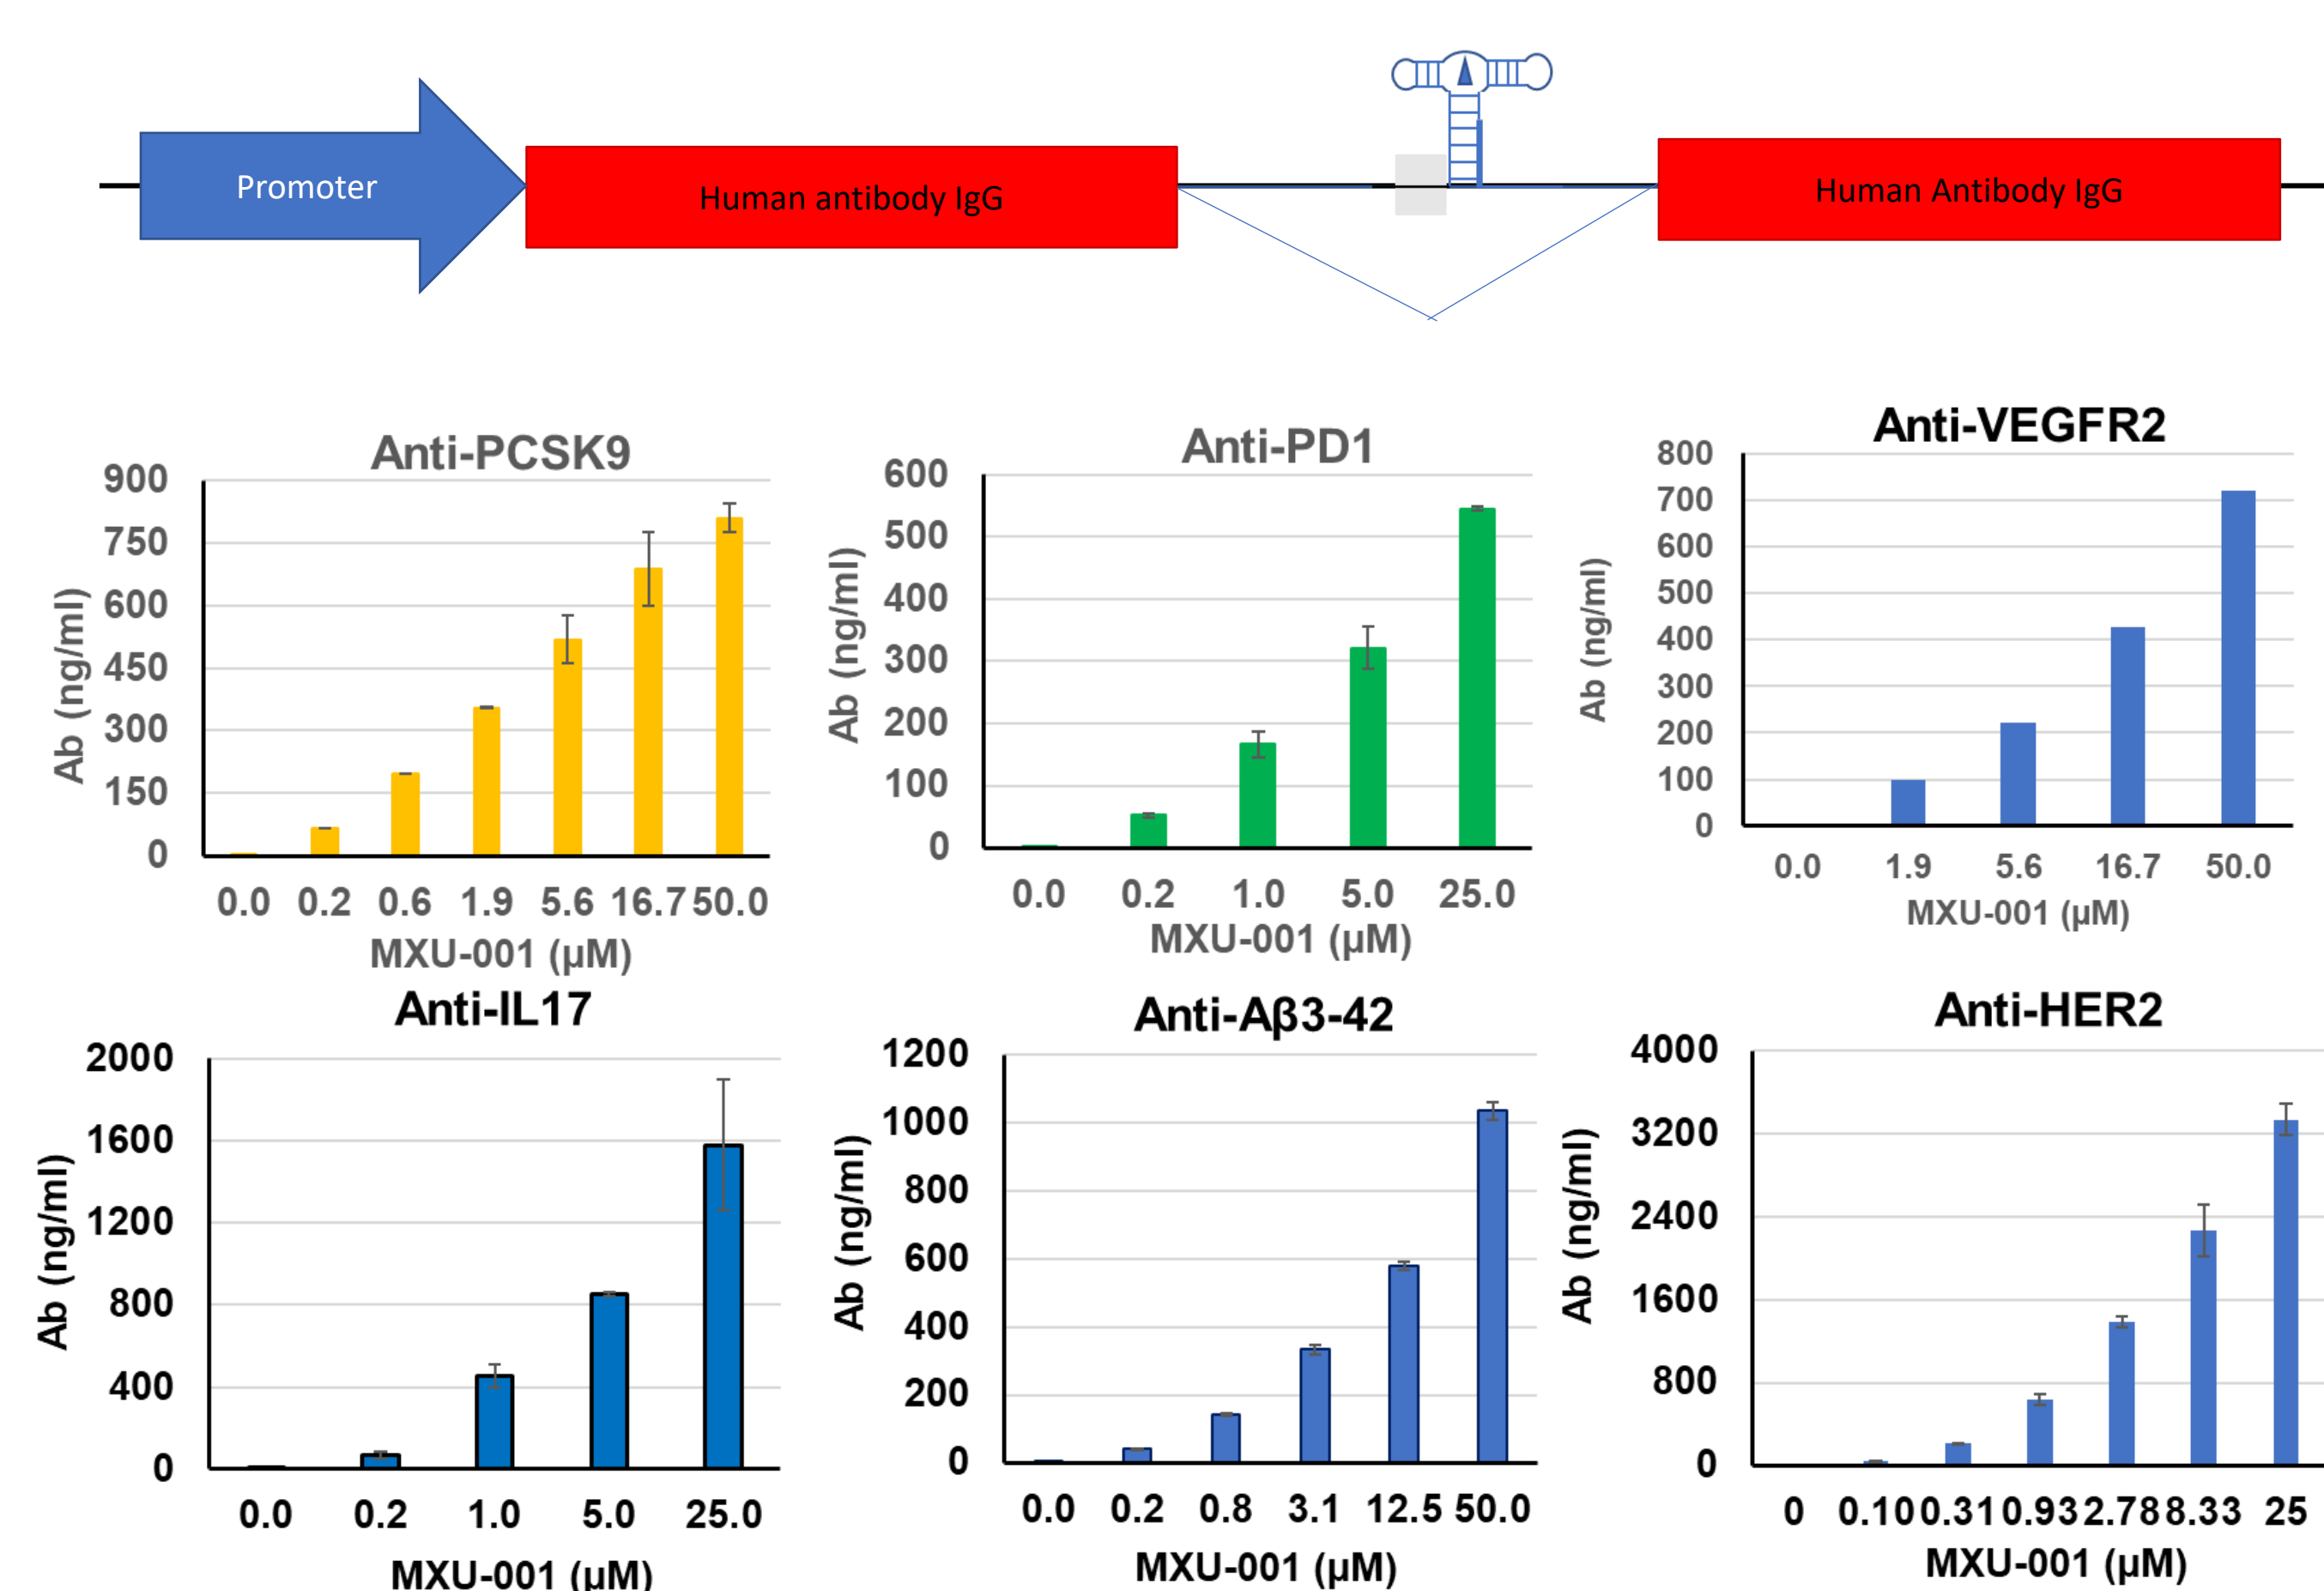 Promoter
Human antibody IgG
Human Antibody IgG
Anti-PCSK9
900
750
600
450
300
150
0
Ab (ng/ml)
0.0 0.2 0.6 1.9 5.6 16.7 50.0
MXU-001 (µM)
Anti-PD1
600
500
400
300
200
100
0
Ab (ng/ml)
0.0 0.2 1.0 5.0 25.0
MXU-001 (µM)
Anti-VEGFR2
800
700
600
500
400
300
200
100
0
Ab (ng/ml)
0.0 1.9 5.6 16.7 50.0
MXU-001 (µM)
Anti-IL17
2000
1600
1200
800
400
0
Ab (ng/ml)
0.0 0.2 1.0 5.0 25.0
MXU-001 (µM)
Anti-Aβ3-42
1200
1000
800
600
400
200
0
Ab (ng/ml)
0.0 0.2 0.8 3.1 12.5 50.0
MXU-001 (µM)
Anti-HER2
4000
3200
2400
1600
800
0
Ab (ng/ml)
0 0.10 0.31 0.93 2.78 8.33 25
MXU-001 (µM)